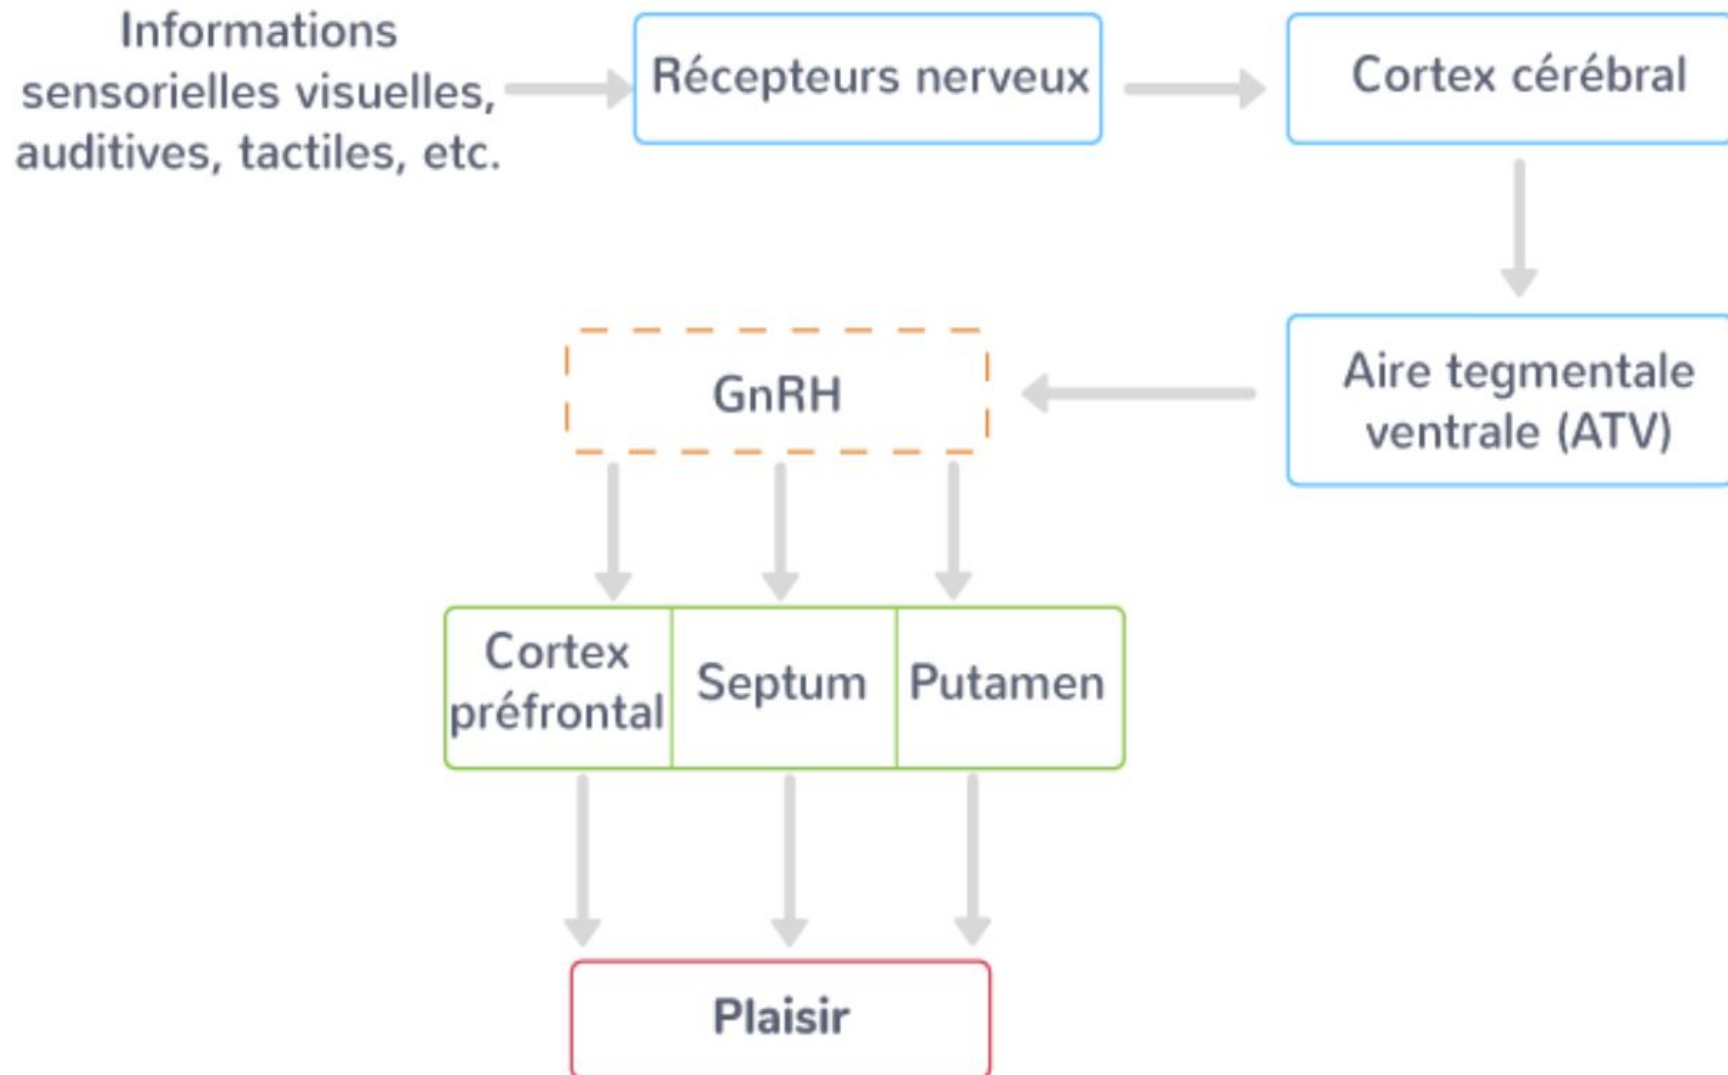 Informations
sensorielles visuelles,
auditives, tactiles, etc.
Récepteurs nerveux
Cortex cérébral
Aire tegmentale
ventrale (ATV)
GnRH
Cortex
préfrontal
Septum
Putamen
Plaisir